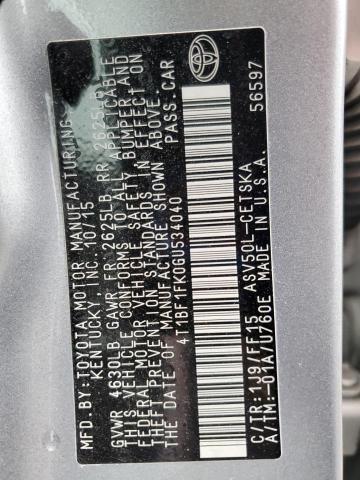 MFD. BY: TOYOTA MOTOR MANUFACTURING
KENTUCKY, INC. 10/15
GVWR 4630LB GAWR FR 2625LB RR 2625LB
THIS VEHICLE CONFORMS TO ALL APPLICABLE
FEDERAL MOTOR VEHICLE SAFETY, BUMPER AND
THEFT PREVENTION STANDARDS IN EFFECT ON
THE DATE OF MANUFACTURE SHOWN ABOVE.
4T1BF1FK0GU534040 PASS.CAR
C/TR:1J9/FF15 ASV50L-CETSKA
A/TM:-01A/U760E MADE IN U.S.A.
56597